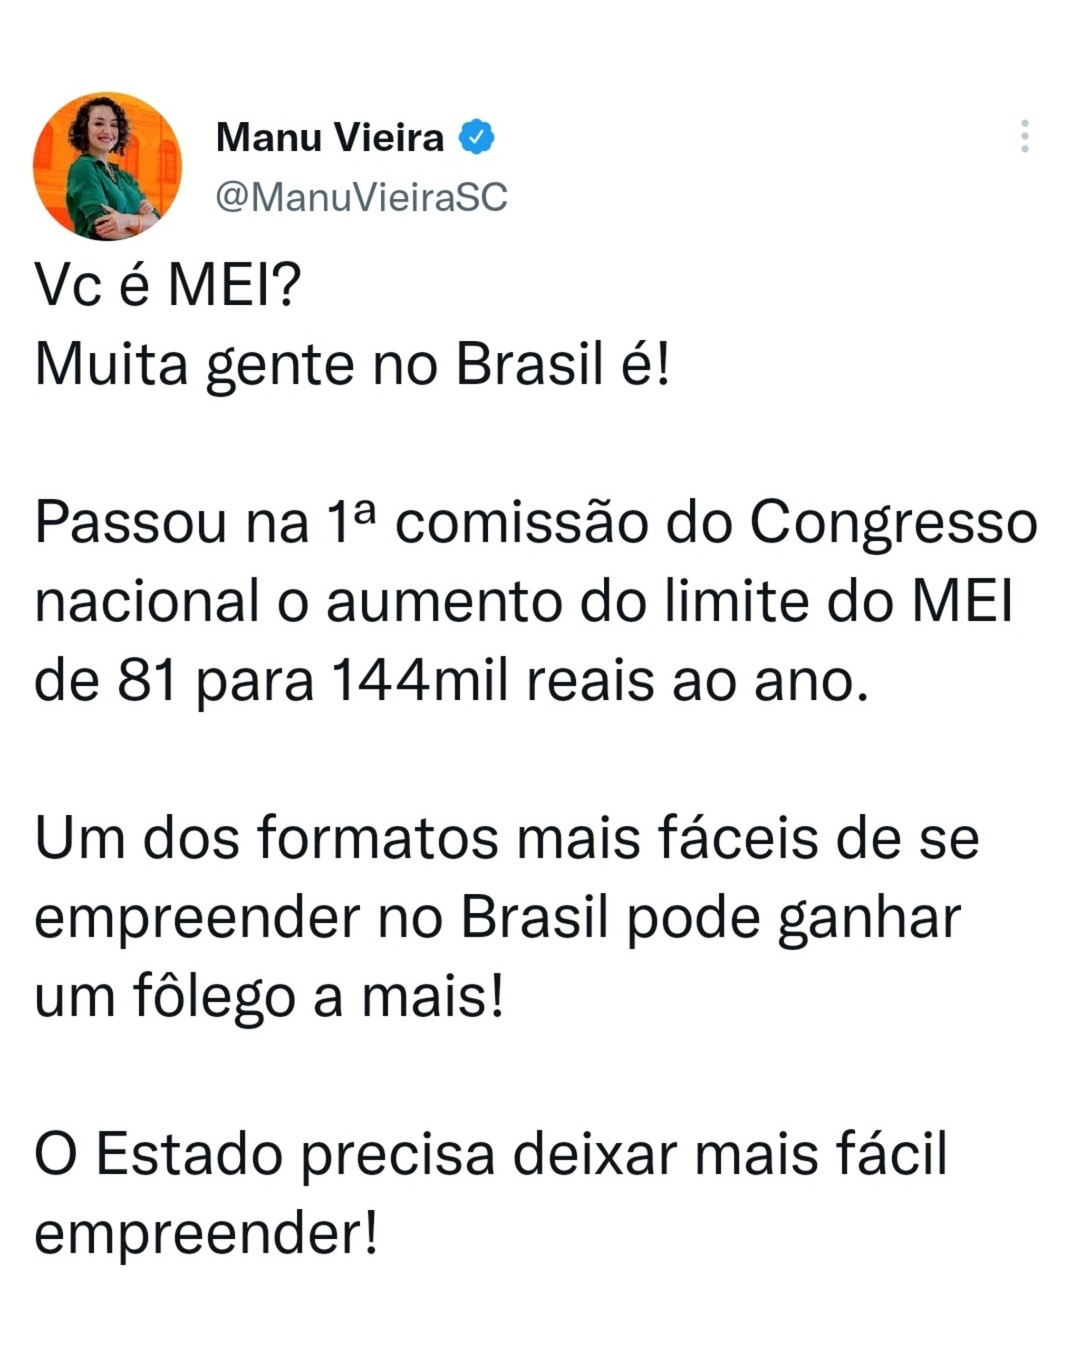 Manu Vieira
@ManuVieiraSC
Vc é MEI?
Muita gente no Brasil é!
Passou na 1ª comissão do Congresso
nacional o aumento do limite do MEI
de 81 para 144mil reais ao ano.
Um dos formatos mais fáceis de se
empreender no Brasil pode ganhar
um fôlego a mais!
O Estado precisa deixar mais fácil
empreender!